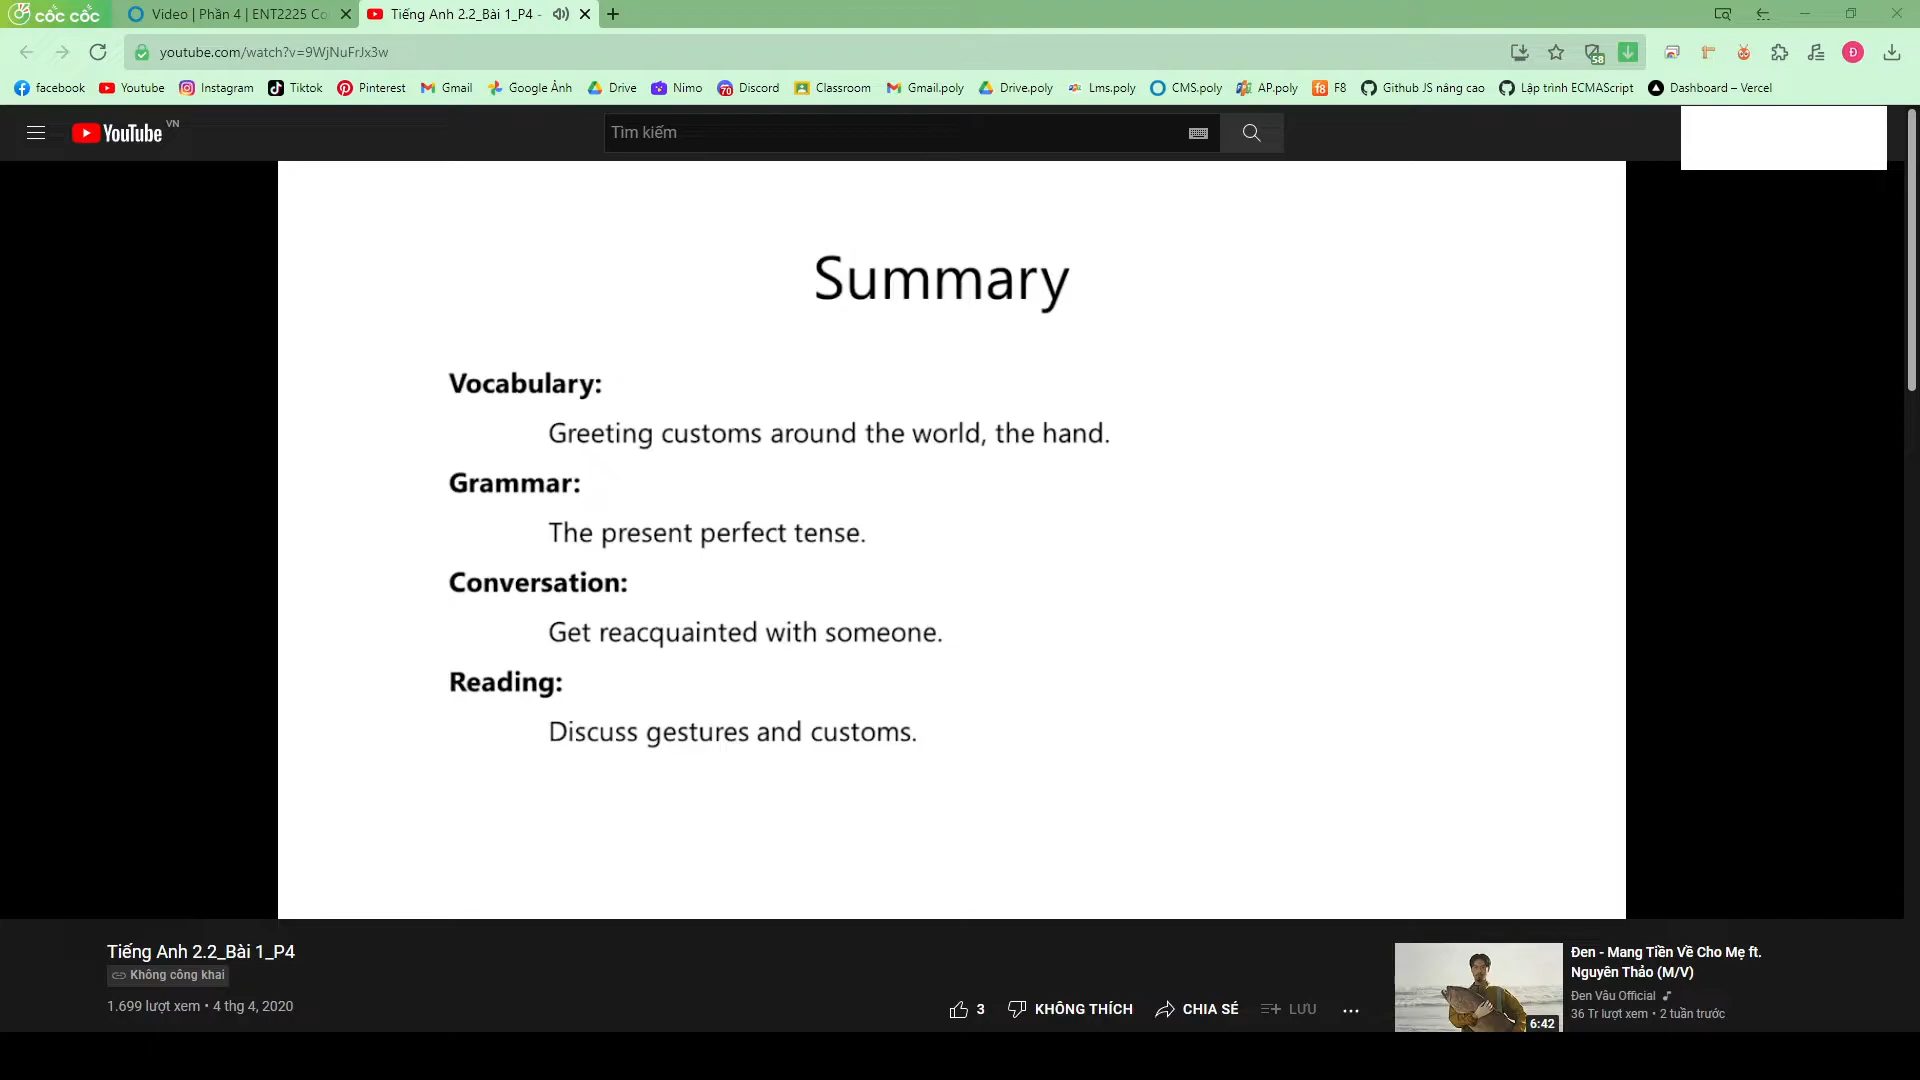 cốc cốc
Video | Phần 4 | ENT2225 Co
Tiếng Anh 2.2_Bài 1_P4 -
youtube.com/watch?v=9WjNuFrJx3w
58
Đ
facebook Youtube Instagram Tiktok Pinterest Gmail Google Ảnh Drive Nimo 70 Discord Classroom Gmail.poly Drive.poly Lms.poly CMS.poly AP.poly f8 F8 Github JS nâng cao Lập trình ECMAScript Dashboard – Vercel
YouTube VN
Tìm kiếm
Summary
Vocabulary:
Greeting customs around the world, the hand.
Grammar:
The present perfect tense.
Conversation:
Get reacquainted with someone.
Reading:
Discuss gestures and customs.
Tiếng Anh 2.2_Bài 1_P4
Không công khai
1.699 lượt xem • 4 thg 4, 2020
3 KHÔNG THÍCH CHIA SẺ LƯU
6:42
Đen - Mang Tiền Về Cho Mẹ ft.
Nguyên Thảo (M/V)
Đen Vâu Official
36 Tr lượt xem • 2 tuần trước